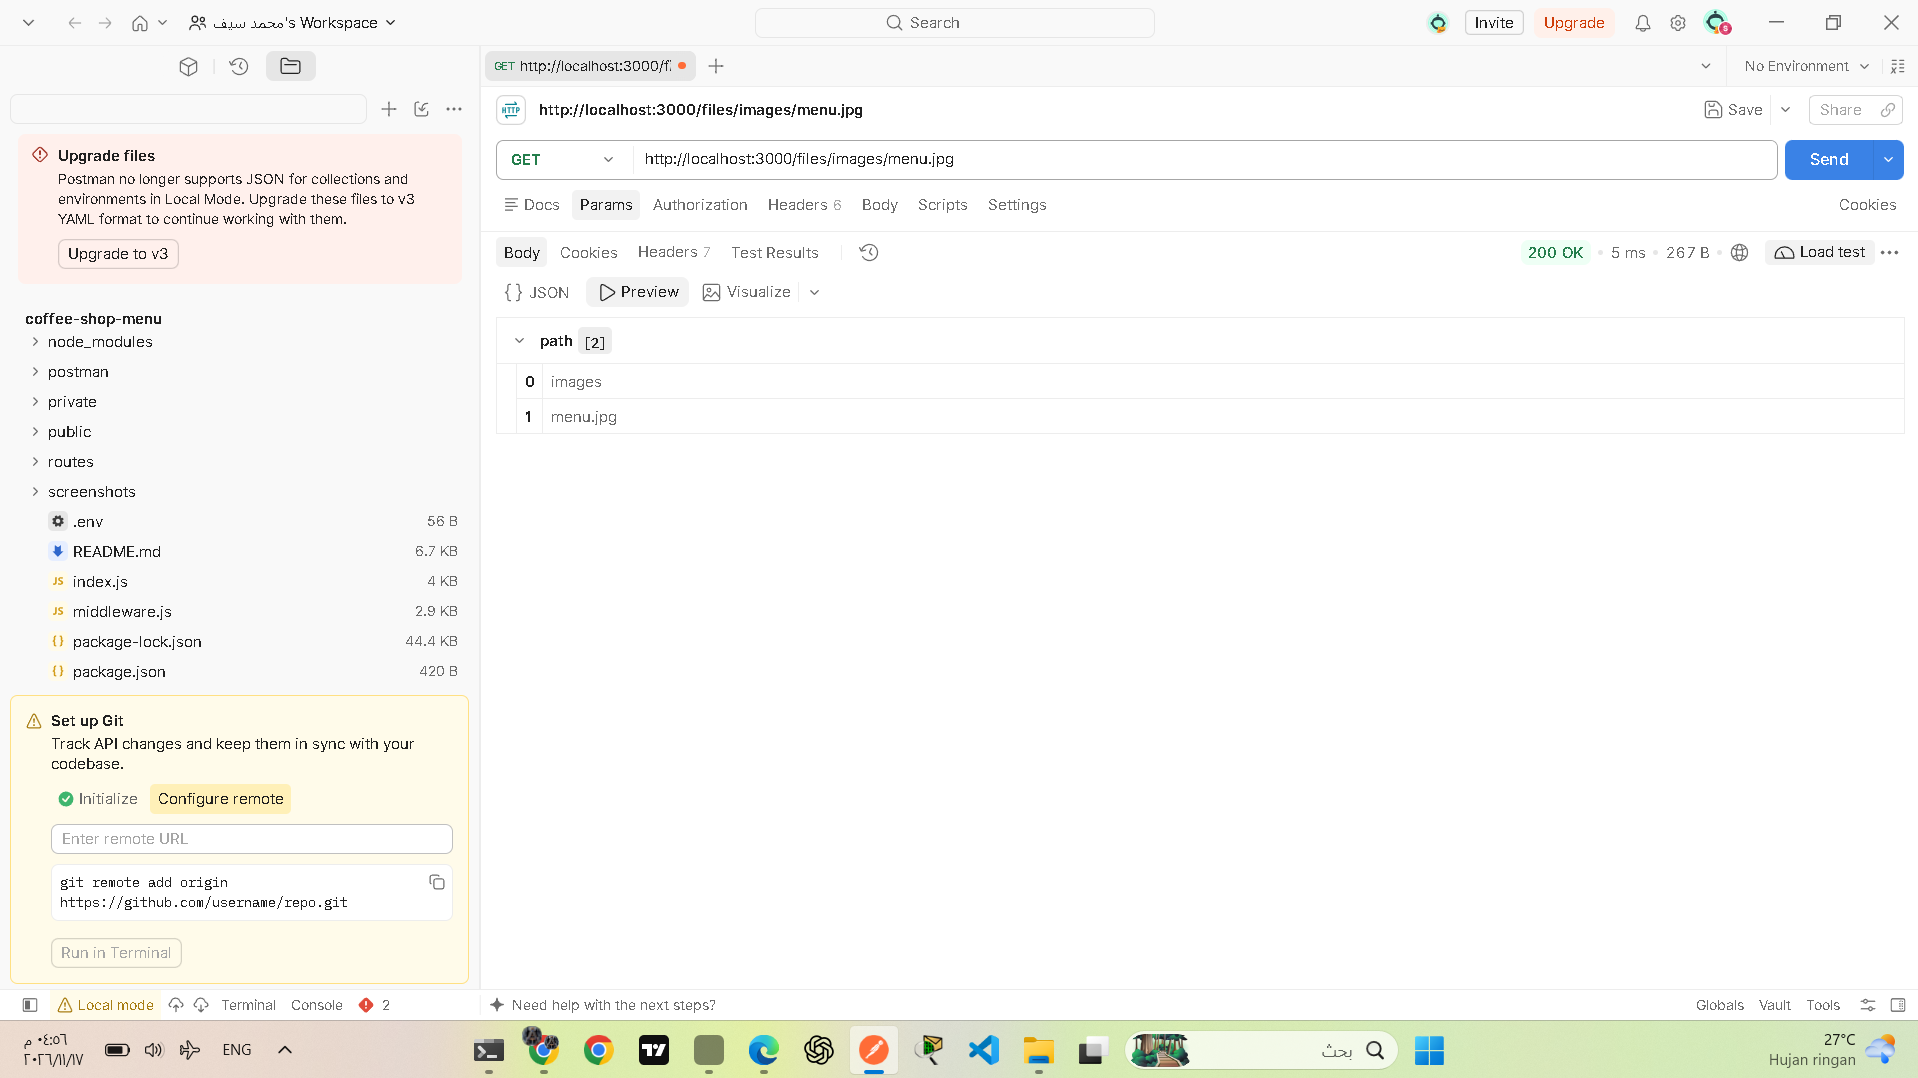 محمد سيف's Workspace
Search
Invite
Upgrade
GET http://localhost:3000/f
No Environment
http://localhost:3000/files/images/menu.jpg
Save
Share
Upgrade files
Postman no longer supports JSON for collections and
environments in Local Mode. Upgrade these files to v3
YAML format to continue working with them.
Upgrade to v3
GET
http://localhost:3000/files/images/menu.jpg
Send
Docs
Params
Authorization
Headers 6
Body
Scripts
Settings
Cookies
Body
Cookies
Headers 7
Test Results
200 OK
5 ms
267 B
Load test
{} JSON
Preview
Visualize
path [2]
0 images
1 menu.jpg
coffee-shop-menu
node_modules
postman
private
public
routes
screenshots
.env 56 B
README.md 6.7 KB
JS index.js 4 KB
JS middleware.js 2.9 KB
{} package-lock.json 44.4 KB
{} package.json 420 B
Set up Git
Track API changes and keep them in sync with your
codebase.
Initialize
Configure remote
Enter remote URL
git remote add origin
https://github.com/username/repo.git
Run in Terminal
Local mode
Terminal
Console
2
Need help with the next steps?
Globals
Vault
Tools
٠٤:٥٦ م
ENG
بحث
27°C
Hujan ringan